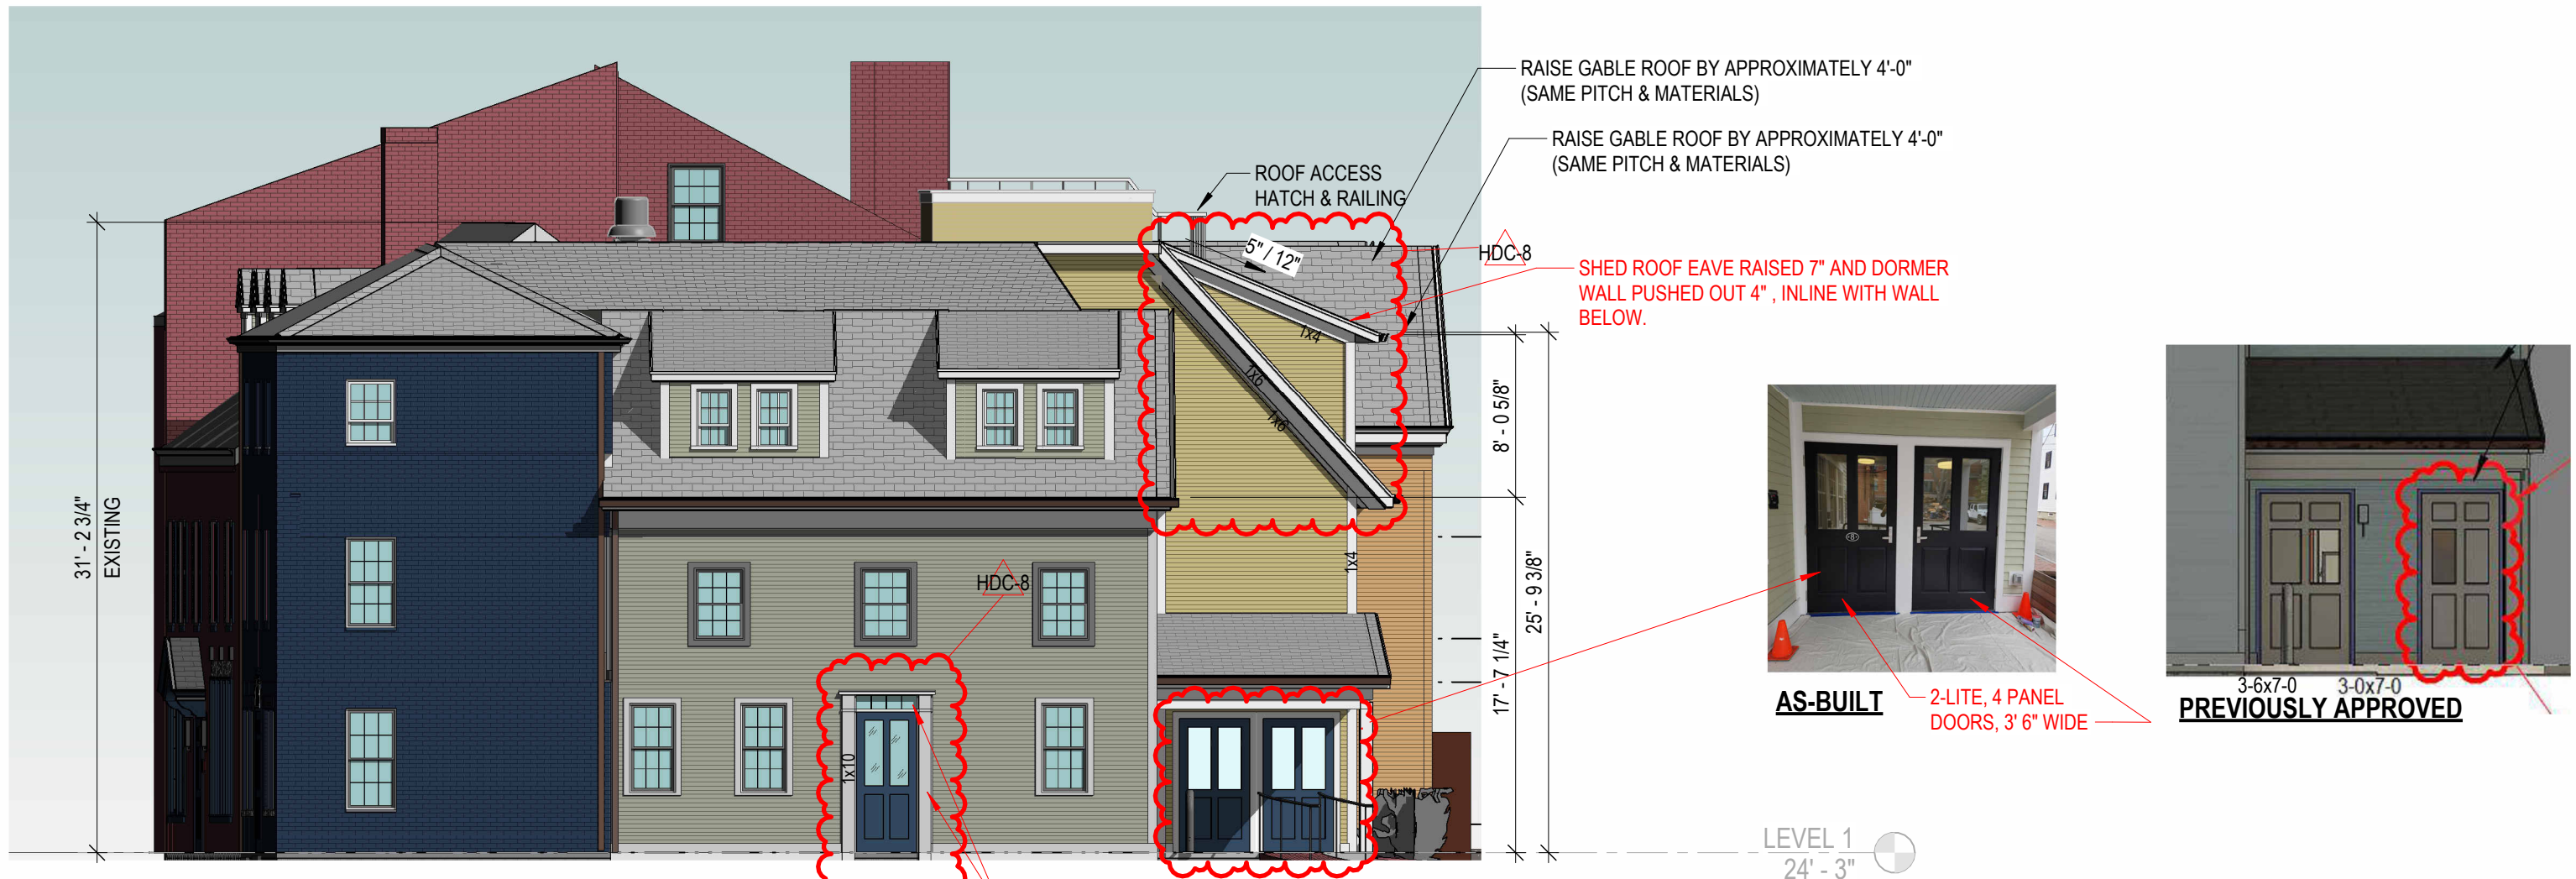 RAISE GABLE ROOF BY APPROXIMATELY 4'-0"
(SAME PITCH & MATERIALS)
RAISE GABLE ROOF BY APPROXIMATELY 4'-0"
(SAME PITCH & MATERIALS)
ROOF ACCESS
HATCH & RAILING
HDC-8
5" / 12"
SHED ROOF EAVE RAISED 7" AND DORMER
WALL PUSHED OUT 4" , INLINE WITH WALL
BELOW.
1x4
1x6
1x6
8' - 0 5/8"
31' - 2 3/4"
EXISTING
1x4
25' - 9 3/8"
17' - 7 1/4"
HDC-8
1x10
AS-BUILT
2-LITE, 4 PANEL
DOORS, 3' 6" WIDE
3-6x7-0
3-0x7-0
PREVIOUSLY APPROVED
LEVEL 1
24' - 3"